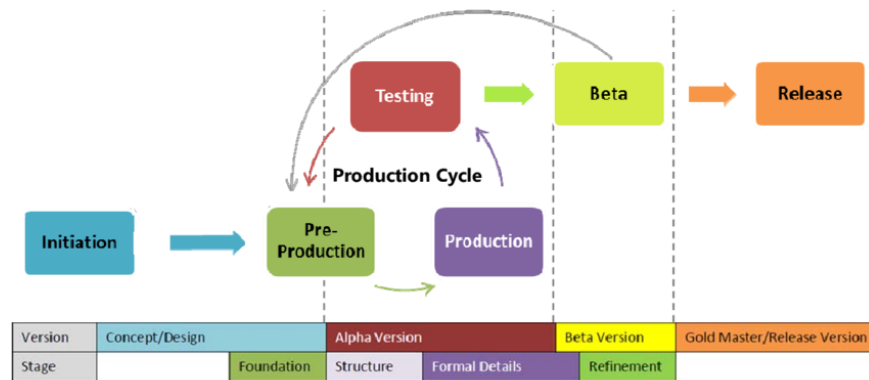 Testing
Beta
Release
Production Cycle
Initiation
Pre-
Production
Production
Version
Concept/Design
Alpha Version
Beta Version
Gold Master/Release Version
Stage
Foundation
Structure
Formal Details
Refinement